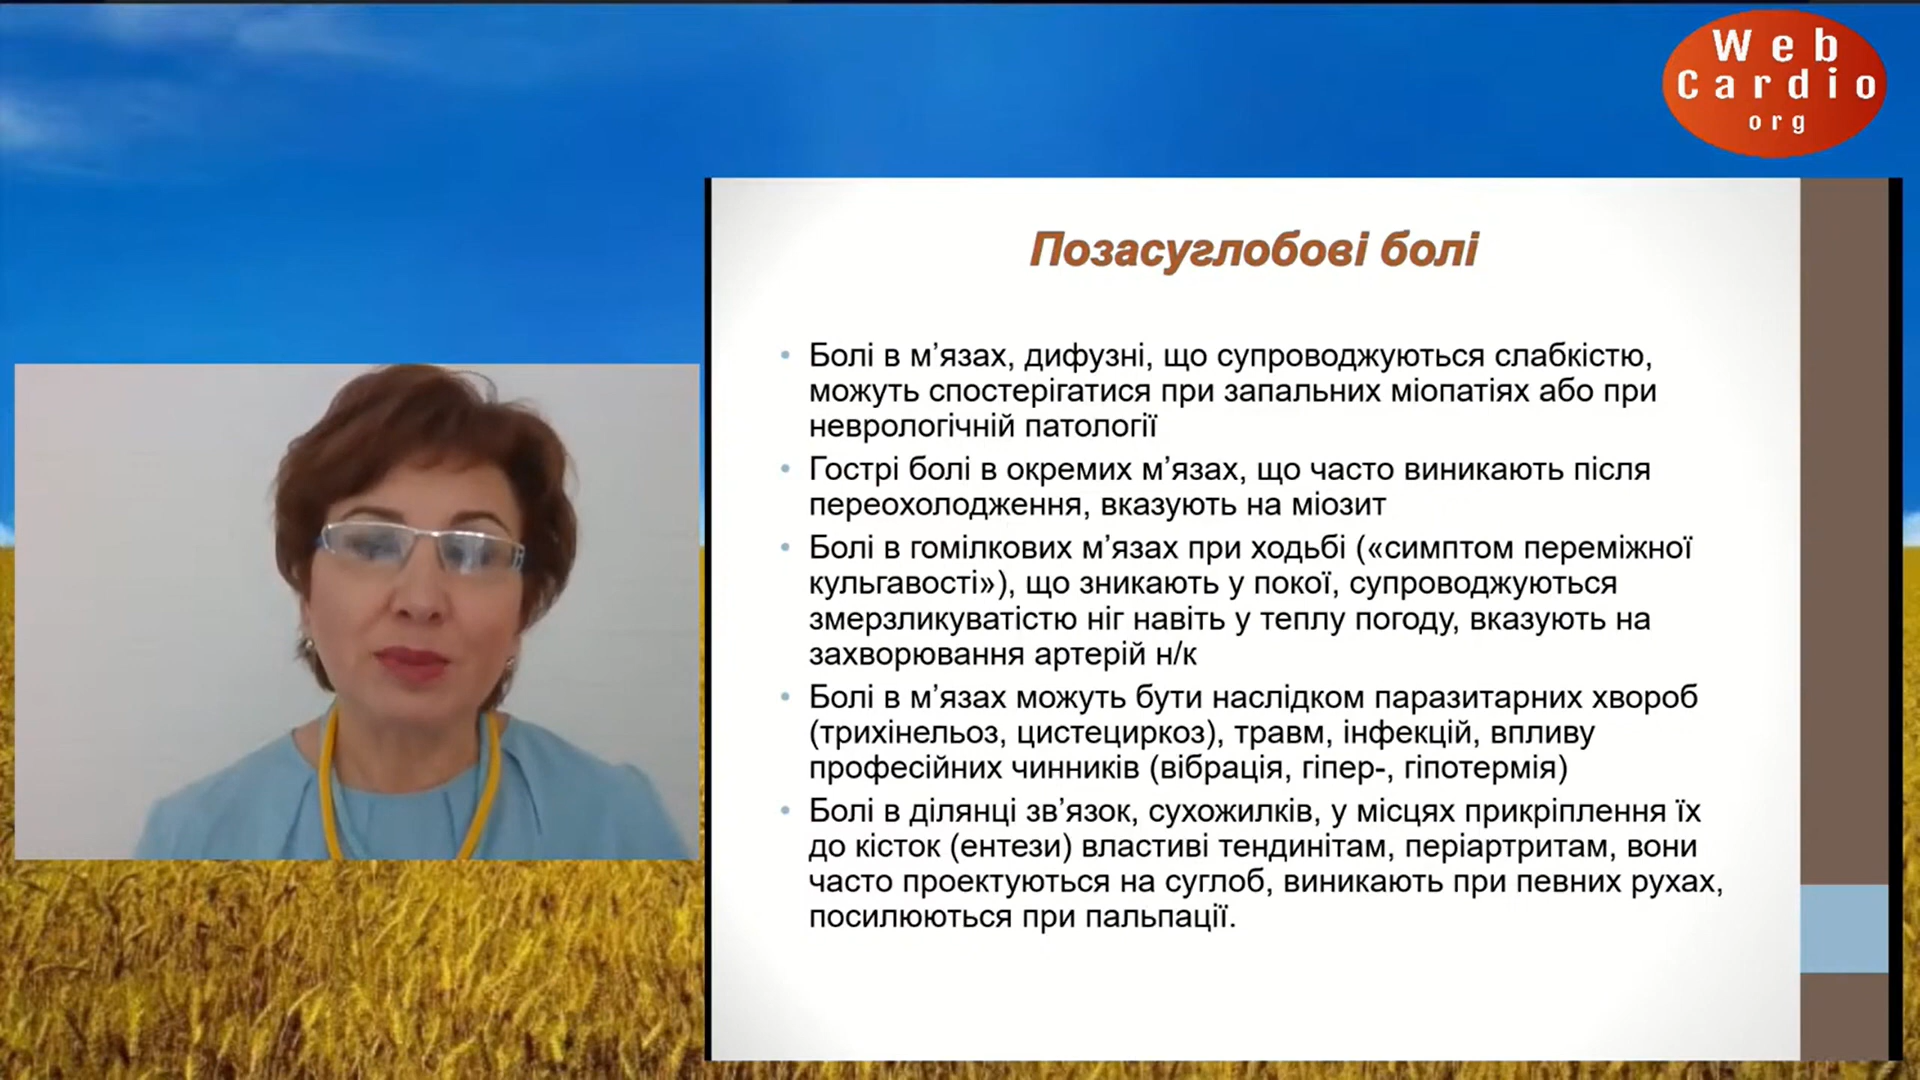 Web
Cardio
org
Позасуглобові болі
• Болі в м’язах, дифузні, що супроводжуються слабкістю,
можуть спостерігатися при запальних міопатіях або при
неврологічній патології
• Гострі болі в окремих м’язах, що часто виникають після
переохолодження, вказують на міозит
• Болі в гомілкових м’язах при ходьбі («симптом переміжної
кульгавості»), що зникають у покої, супроводжуються
змерзликуватістю ніг навіть у теплу погоду, вказують на
захворювання артерій н/к
• Болі в м’язах можуть бути наслідком паразитарних хвороб
(трихінельоз, цистециркоз), травм, інфекцій, впливу
професійних чинників (вібрація, гіпер-, гіпотермія)
• Болі в ділянці зв’язок, сухожилків, у місцях прикріплення їх
до кісток (ентези) властиві тендинітам, періартритам, вони
часто проектуються на суглоб, виникають при певних рухах,
посилюються при пальпації.